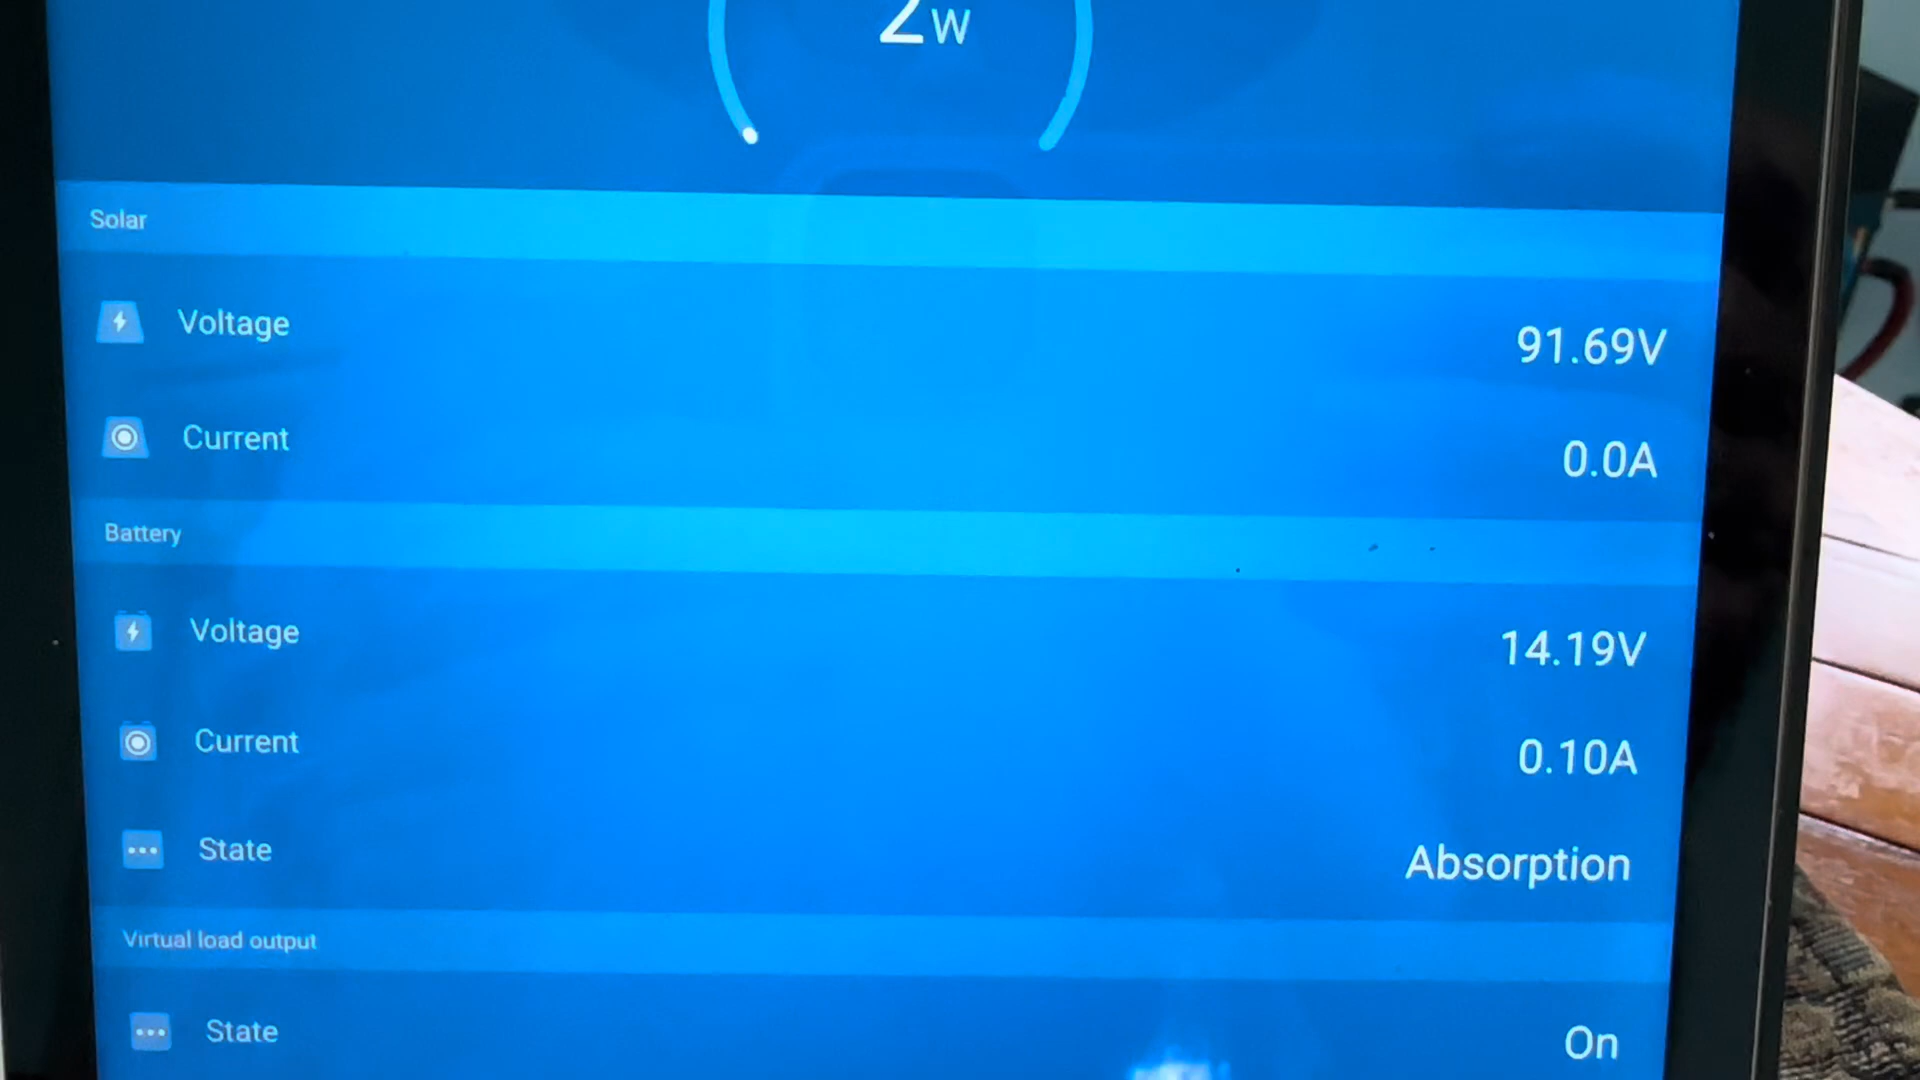 2W
Solar
Voltage 91.69V
Current 0.0A
Battery
Voltage 14.19V
Current 0.10A
State Absorption
Virtual load output
State On